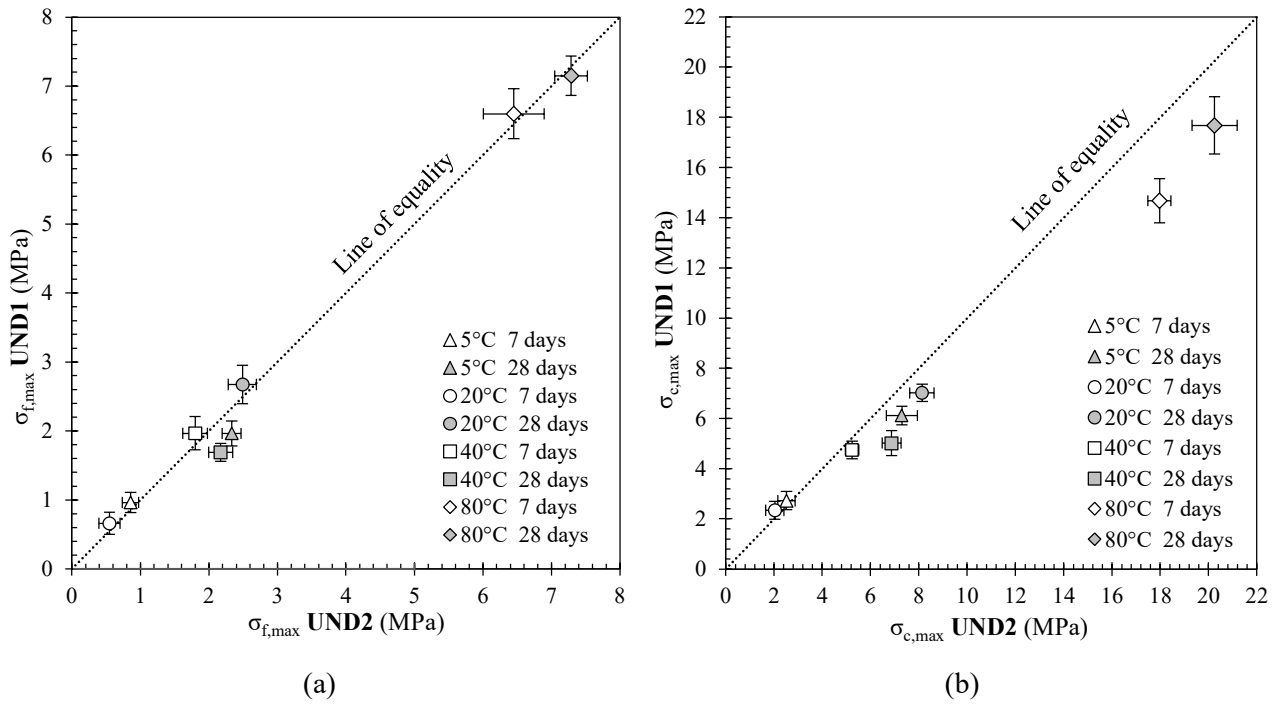 8
7
6
5
4
3
2
1
0
σf,max UND1 (MPa)
Line of equality
5°C 7 days
5°C 28 days
20°C 7 days
20°C 28 days
40°C 7 days
40°C 28 days
80°C 7 days
80°C 28 days
0 1 2 3 4 5 6 7 8
σf,max UND2 (MPa)
(a)
22
20
18
16
14
12
10
8
6
4
2
0
σc,max UND1 (MPa)
Line of equality
5°C 7 days
5°C 28 days
20°C 7 days
20°C 28 days
40°C 7 days
40°C 28 days
80°C 7 days
80°C 28 days
0 2 4 6 8 10 12 14 16 18 20 22
σc,max UND2 (MPa)
(b)